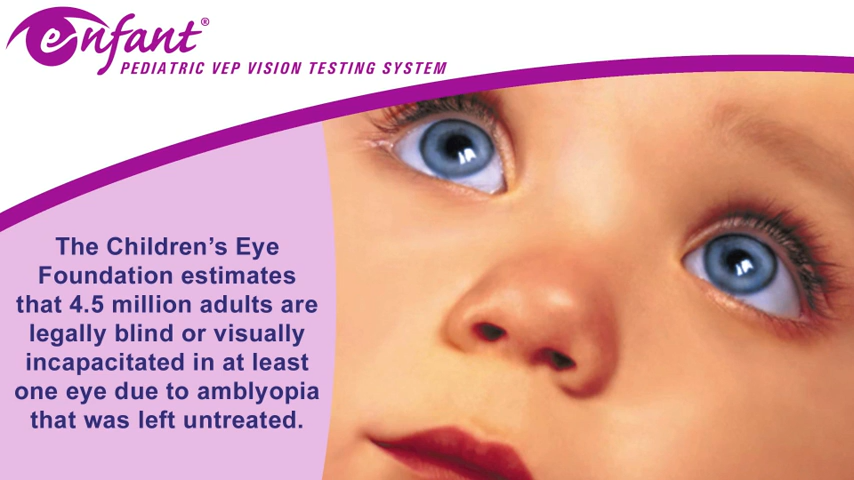 enfant®
PEDIATRIC VEP VISION TESTING SYSTEM
The Children’s Eye
Foundation estimates
that 4.5 million adults are
legally blind or visually
incapacitated in at least
one eye due to amblyopia
that was left untreated.